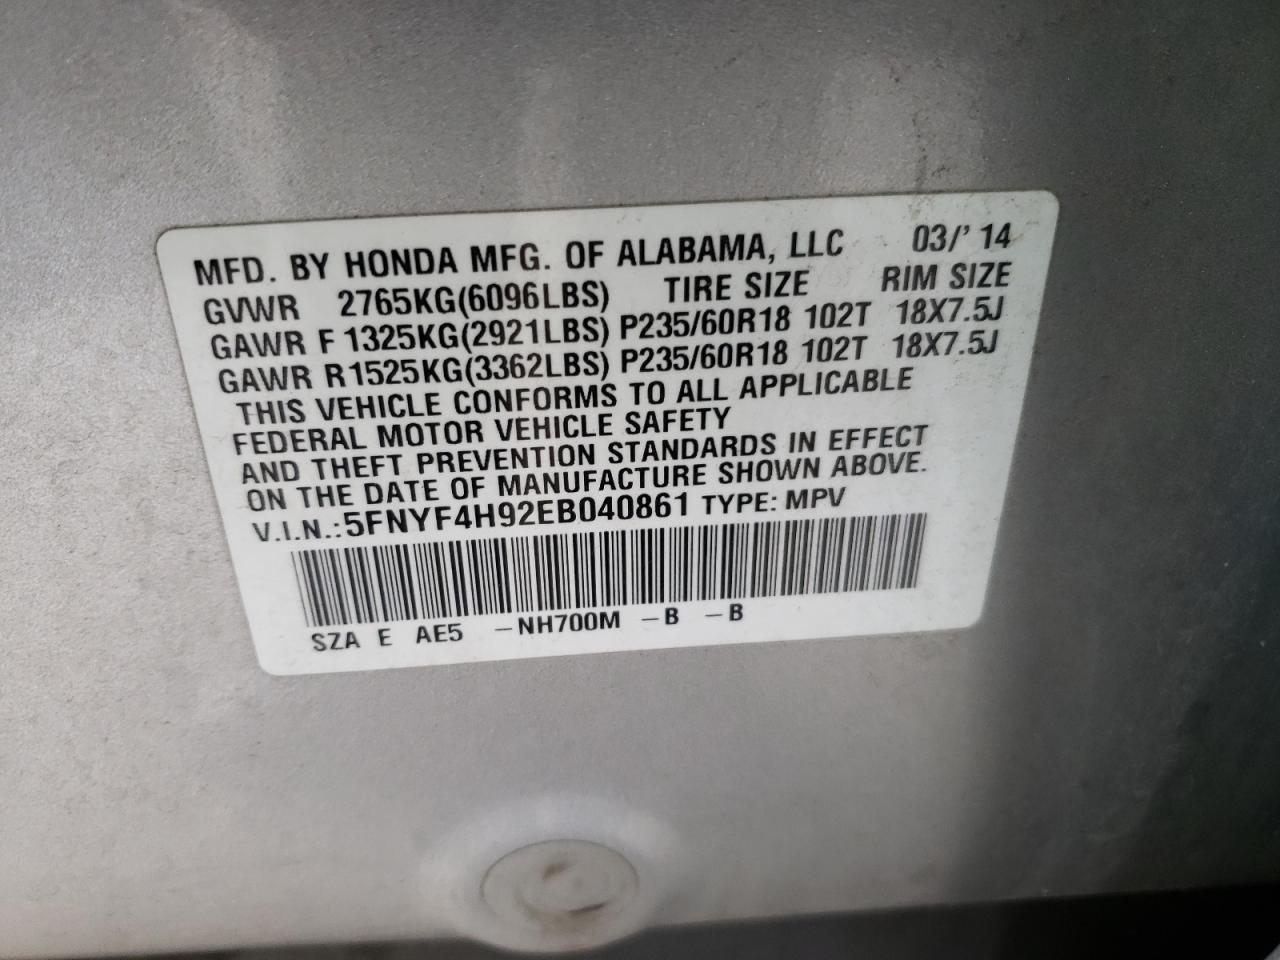 MFD. BY HONDA MFG. OF ALABAMA, LLC 03/' 14
GVWR 2765KG(6096LBS) TIRE SIZE RIM SIZE
GAWR F 1325KG(2921LBS) P235/60R18 102T 18X7.5J
GAWR R1525KG(3362LBS) P235/60R18 102T 18X7.5J
THIS VEHICLE CONFORMS TO ALL APPLICABLE
FEDERAL MOTOR VEHICLE SAFETY
AND THEFT PREVENTION STANDARDS IN EFFECT
ON THE DATE OF MANUFACTURE SHOWN ABOVE.
V.I.N.:5FNYF4H92EB040861 TYPE: MPV
SZA E AE5 –NH700M –B –B